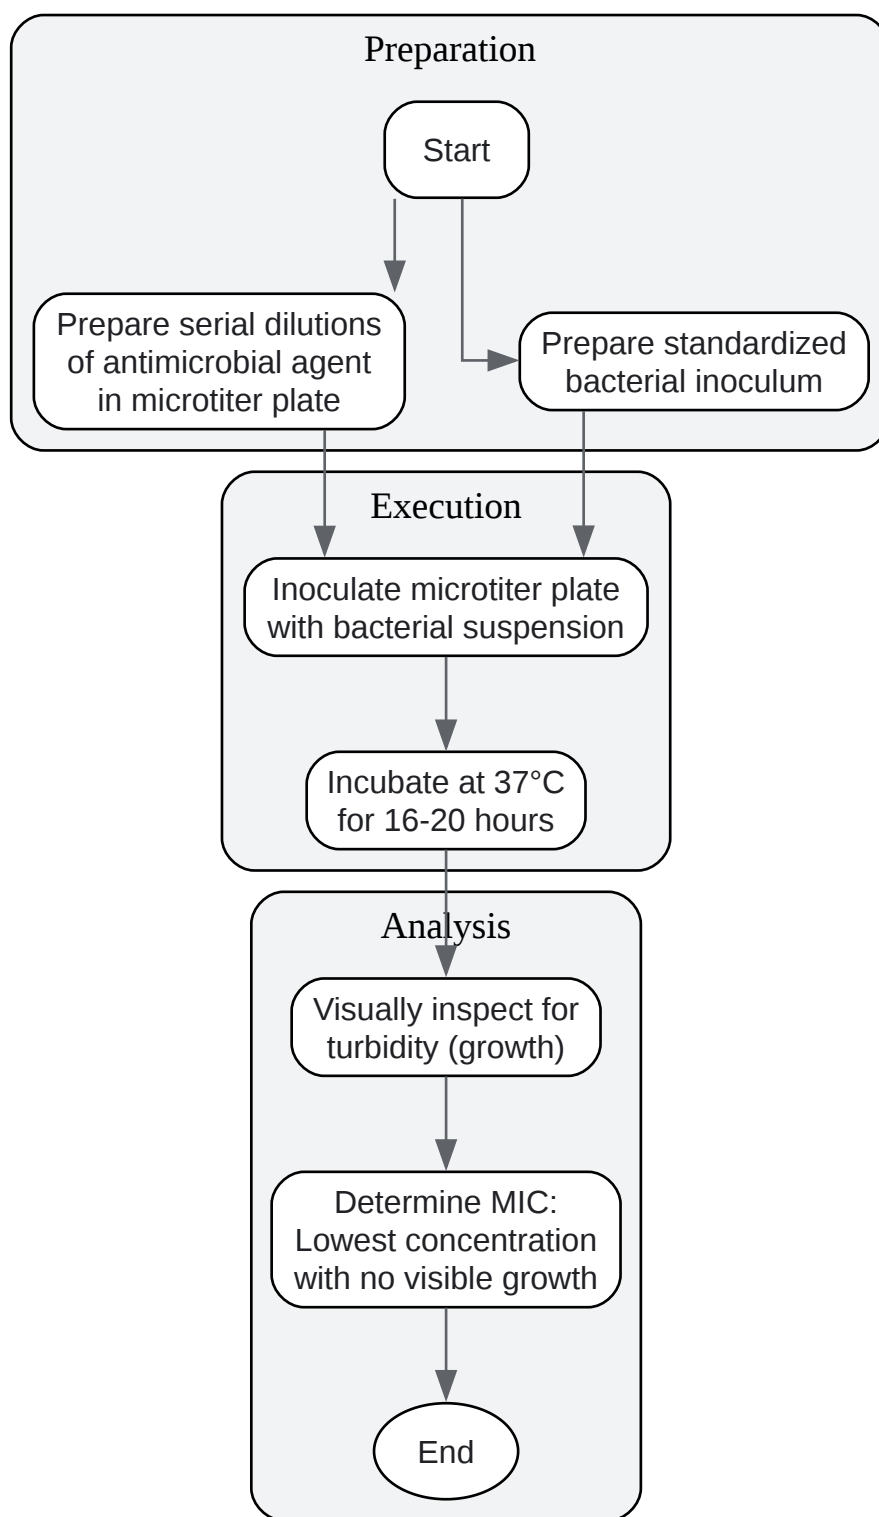 Preparation
Start
Prepare serial dilutions
of antimicrobial agent
in microtiter plate
Prepare standardized
bacterial inoculum
Execution
Inoculate microtiter plate
with bacterial suspension
Incubate at 37°C
for 16-20 hours
Analysis
Visually inspect for
turbidity (growth)
Determine MIC:
Lowest concentration
with no visible growth
End